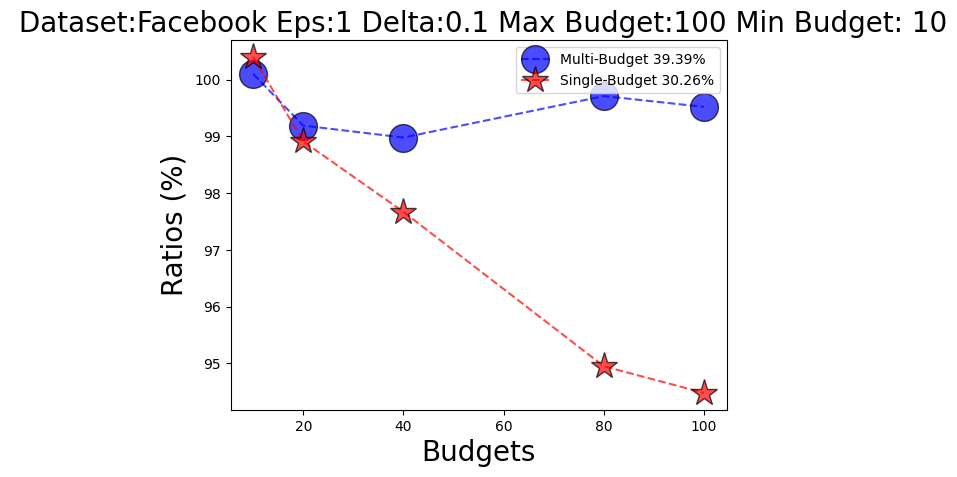 Dataset:Facebook Eps:1 Delta:0.1 Max Budget:100 Min Budget: 10
Multi-Budget 39.39%
Single-Budget 30.26%
100
99
98
97
96
95
Ratios (%)
20 40 60 80 100
Budgets